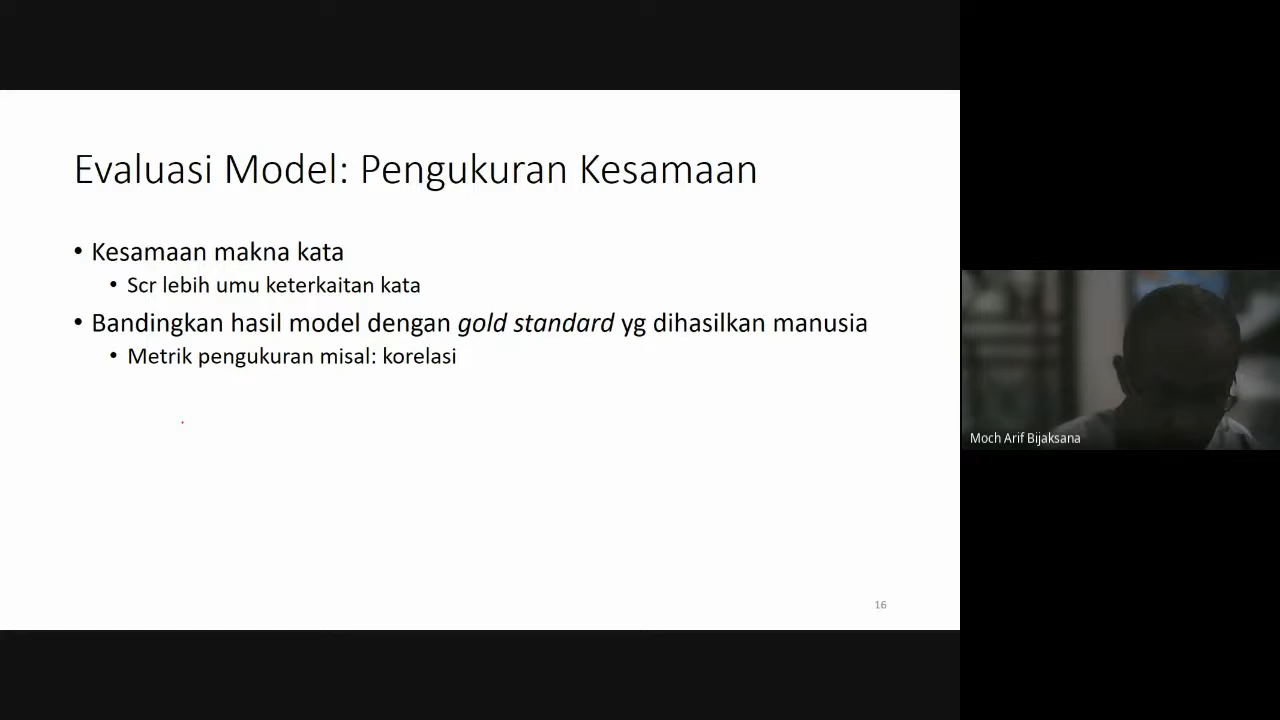 Evaluasi Model: Pengukuran Kesamaan
• Kesamaan makna kata
• Scr lebih umu keterkaitan kata
• Bandingkan hasil model dengan gold standard yg dihasilkan manusia
• Metrik pengukuran misal: korelasi
16
Moch Arif Bijaksana